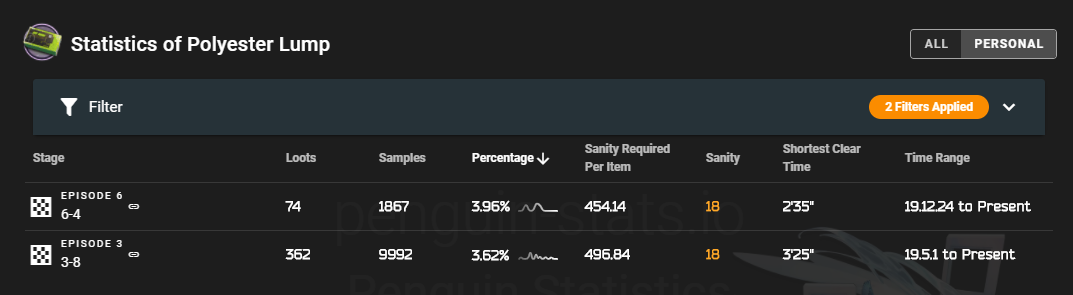 Statistics of Polyester Lump
ALL PERSONAL
Filter
2 Filters Applied
Stage Loots Samples Percentage Sanity Required Per Item Sanity Shortest Clear Time Time Range
EPISODE 6
6-4 74 1867 3.96% 454.14 18 2'35" 19.12.24 to Present
EPISODE 3
3-8 362 9992 3.62% 496.84 18 3'25" 19.5.1 to Present
penguin-stats.io
Penguin Statistics